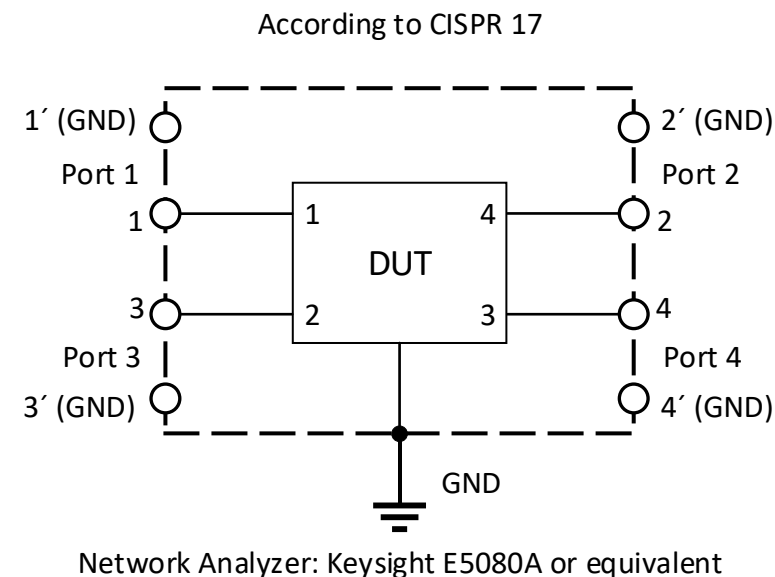 According to CISPR 17
1´ (GND)
2´ (GND)
Port 1
Port 2
1
1
4
2
DUT
3
2
3
4
Port 3
Port 4
3´ (GND)
4´ (GND)
GND
Network Analyzer: Keysight E5080A or equivalent